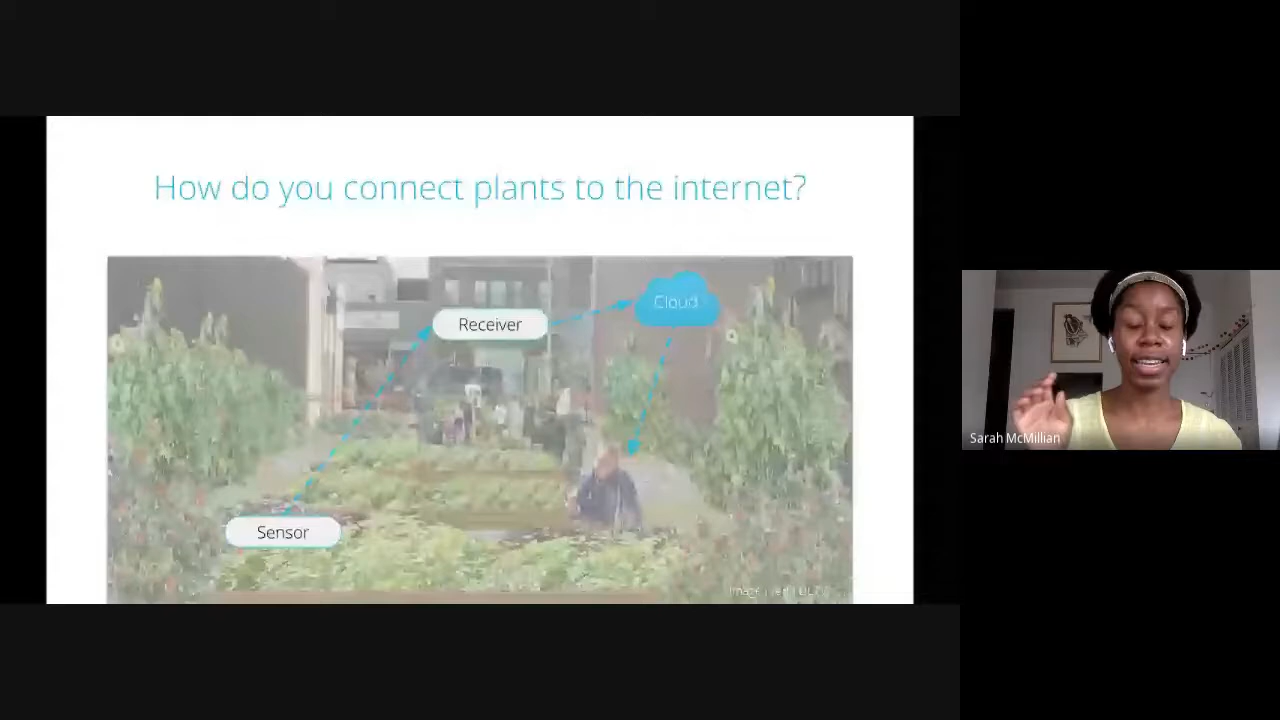 How do you connect plants to the internet?
Cloud
Receiver
Sensor
Sarah McMillian